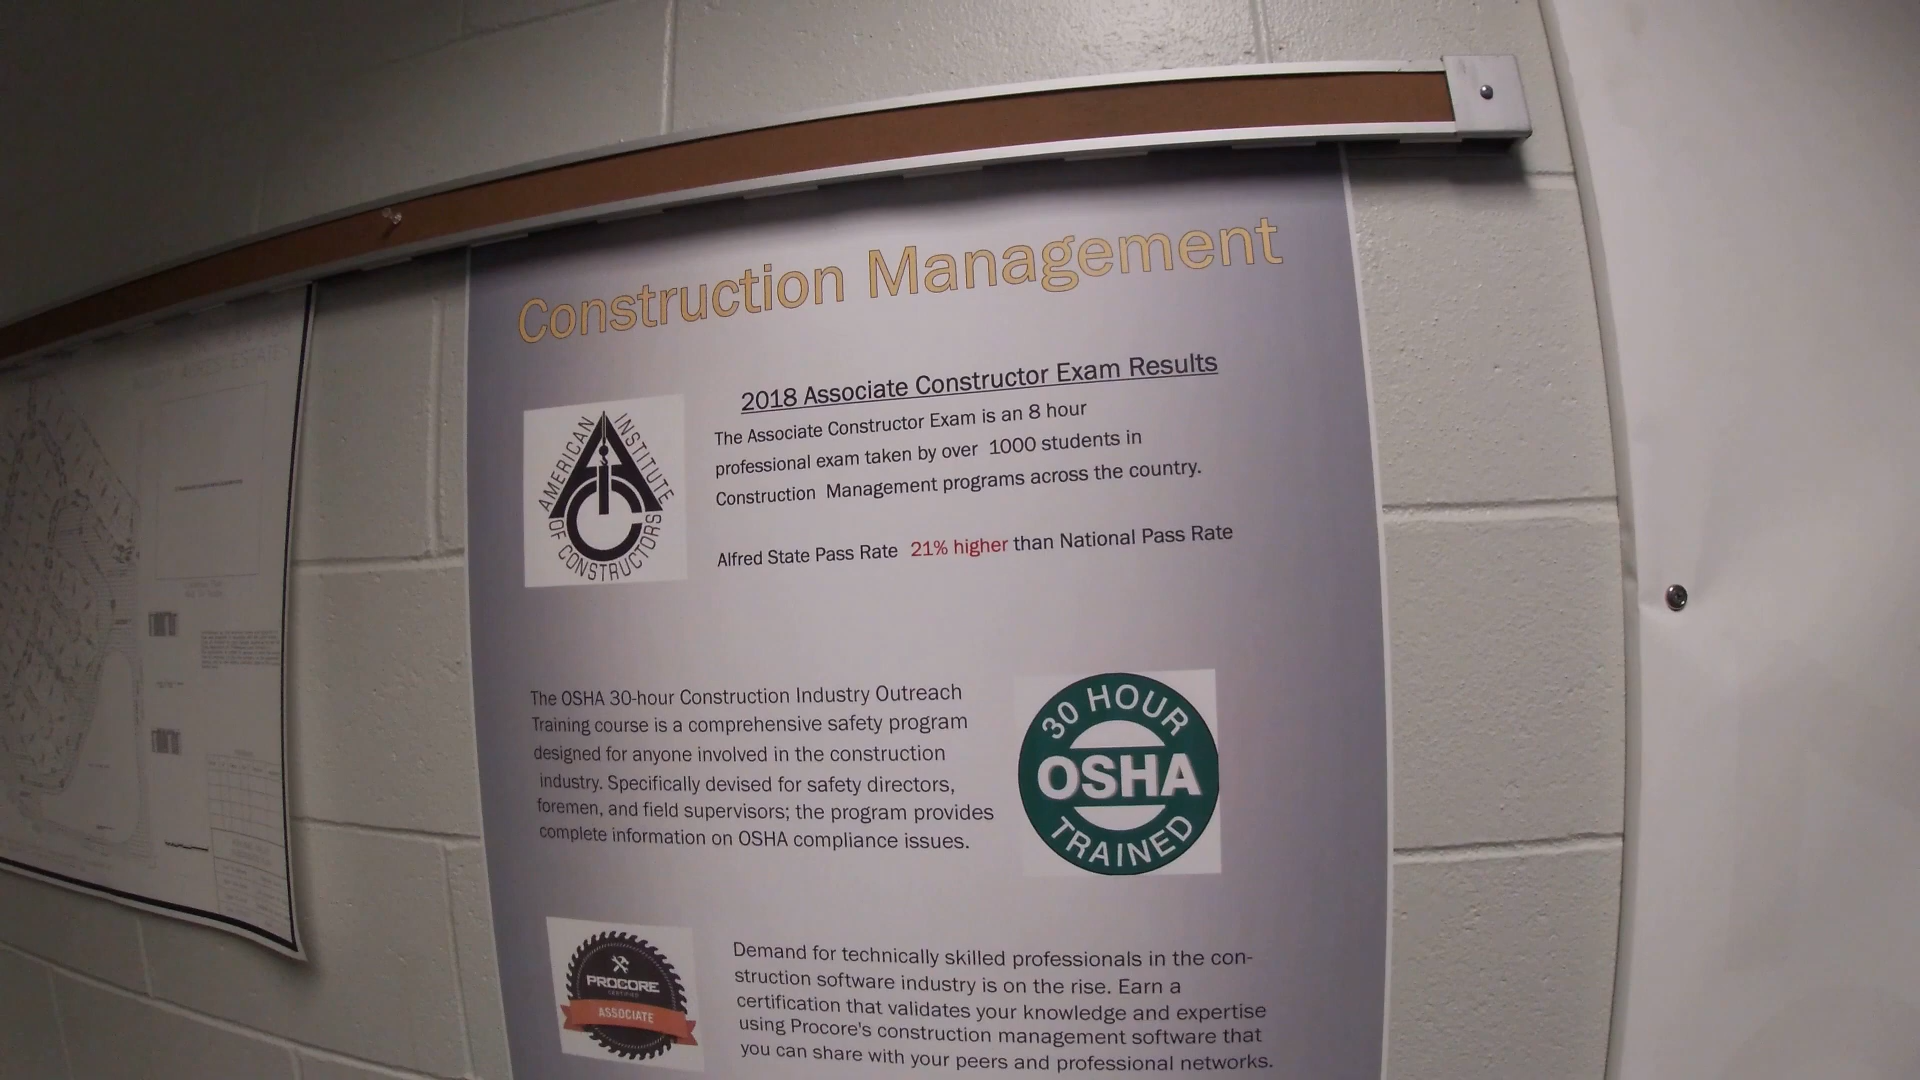 Construction Management
2018 Associate Constructor Exam Results
AMERICAN INSTITUTE
OF CONSTRUCTORS
The Associate Constructor Exam is an 8 hour
professional exam taken by over 1000 students in
Construction Management programs across the country.
Alfred State Pass Rate 21% higher than National Pass Rate
The OSHA 30-hour Construction Industry Outreach
Training course is a comprehensive safety program
designed for anyone involved in the construction
industry. Specifically devised for safety directors,
foremen, and field supervisors; the program provides
complete information on OSHA compliance issues.
30 HOUR
OSHA
TRAINED
PROCORE
CERTIFIED
ASSOCIATE
Demand for technically skilled professionals in the con-
struction software industry is on the rise. Earn a
certification that validates your knowledge and expertise
using Procore's construction management software that
you can share with your peers and professional networks.
ESTATES